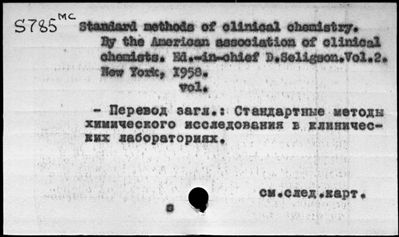 S785 MC
Standard methods of clinical chemistry.
By the American association of clinical
chemists. Ed.-in-chief D.Seligson.Vol.2.
New York, 1958.
vol.
- Перевод загл.: Стандартные методы
химического исследования в клиничес-
ких лабораториях.
см.след.карт.
s